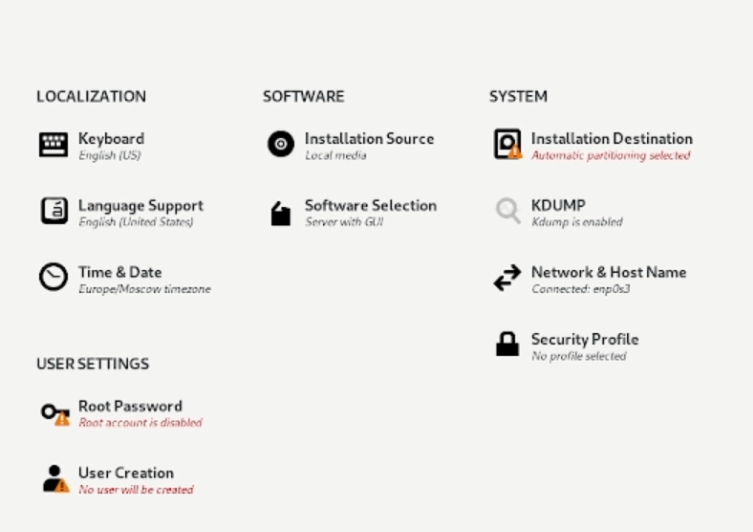 LOCALIZATION
Keyboard
English (US)
Language Support
English (United States)
Time & Date
Europe/Moscow timezone
SOFTWARE
Installation Source
Local media
Software Selection
Server with GUI
SYSTEM
Installation Destination
Automatic partitioning selected
KDUMP
Kdump is enabled
Network & Host Name
Connected: enp0s3
Security Profile
No profile selected
USER SETTINGS
Root Password
Root account is disabled
User Creation
No user will be created